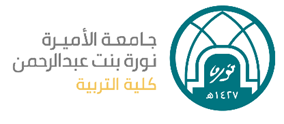 جامعة الأميرة
نورة بنت عبدالرحمن
كلية التربية
نورة
١٤٢٧هـ